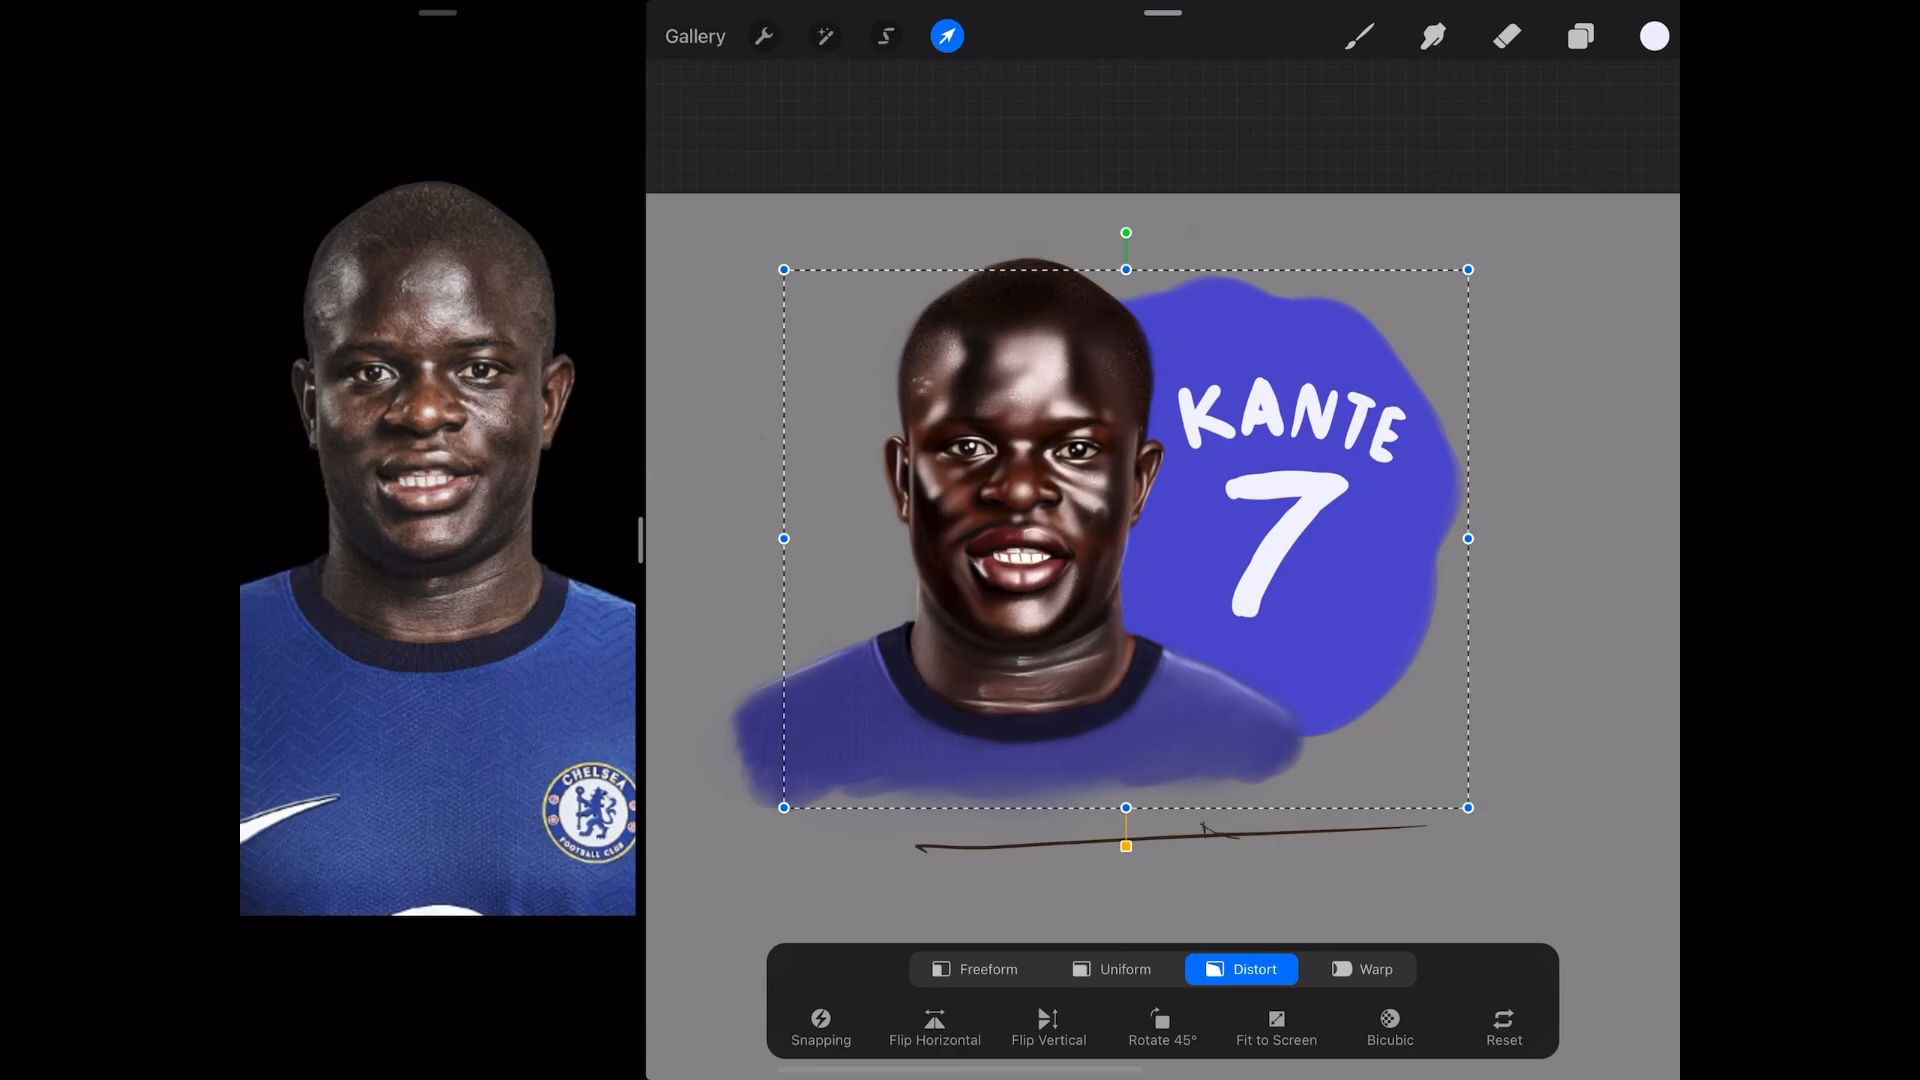 Gallery
KANTE
7
CHELSEA
FOOTBALL CLUB
Freeform Uniform Distort Warp
Snapping Flip Horizontal Flip Vertical Rotate 45° Fit to Screen Bicubic Reset